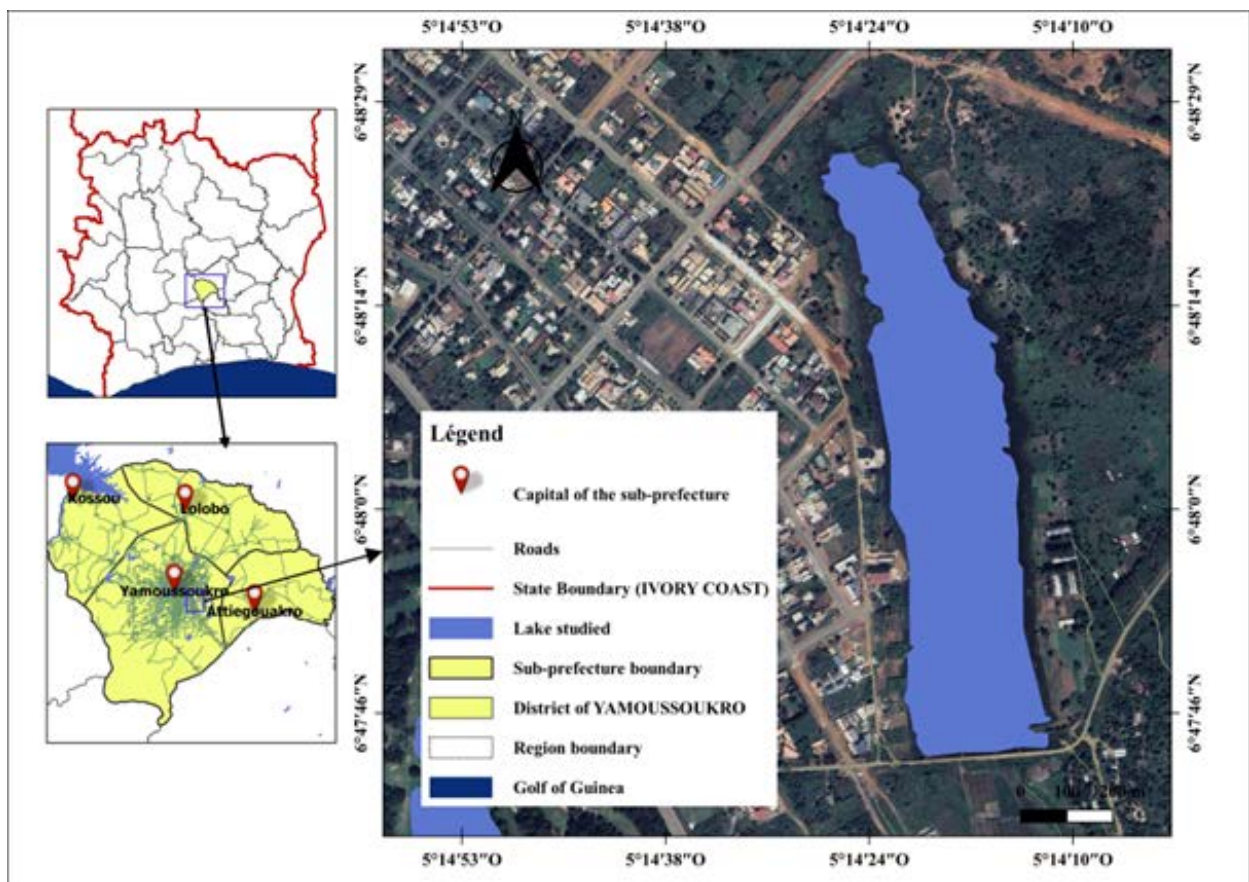 5°14'53"O 5°14'38"O 5°14'24"O 5°14'10"O
6°48'29"N 6°48'29"N
6°48'14"N 6°48'14"N
6°48'0"N 6°48'0"N
6°47'46"N 6°47'46"N
Kossou
Lolobo
Yamoussoukro
Attiegouakro
Légend
Capital of the sub-prefecture
Roads
State Boundary (IVORY COAST)
Lake studied
Sub-prefecture boundary
District of YAMOUSSOUKRO
Region boundary
Golf of Guinea
0 100 200 m
5°14'53"O 5°14'38"O 5°14'24"O 5°14'10"O